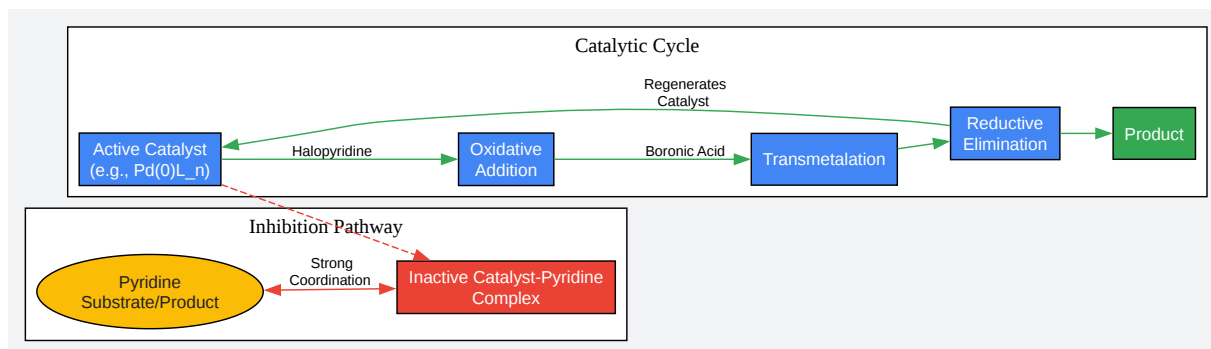 Catalytic Cycle
Regenerates
Catalyst
Active Catalyst
(e.g., Pd(0)L_n)
Halopyridine
Oxidative
Addition
Boronic Acid
Transmetalation
Reductive
Elimination
Product
Inhibition Pathway
Pyridine
Substrate/Product
Strong
Coordination
Inactive Catalyst-Pyridine
Complex